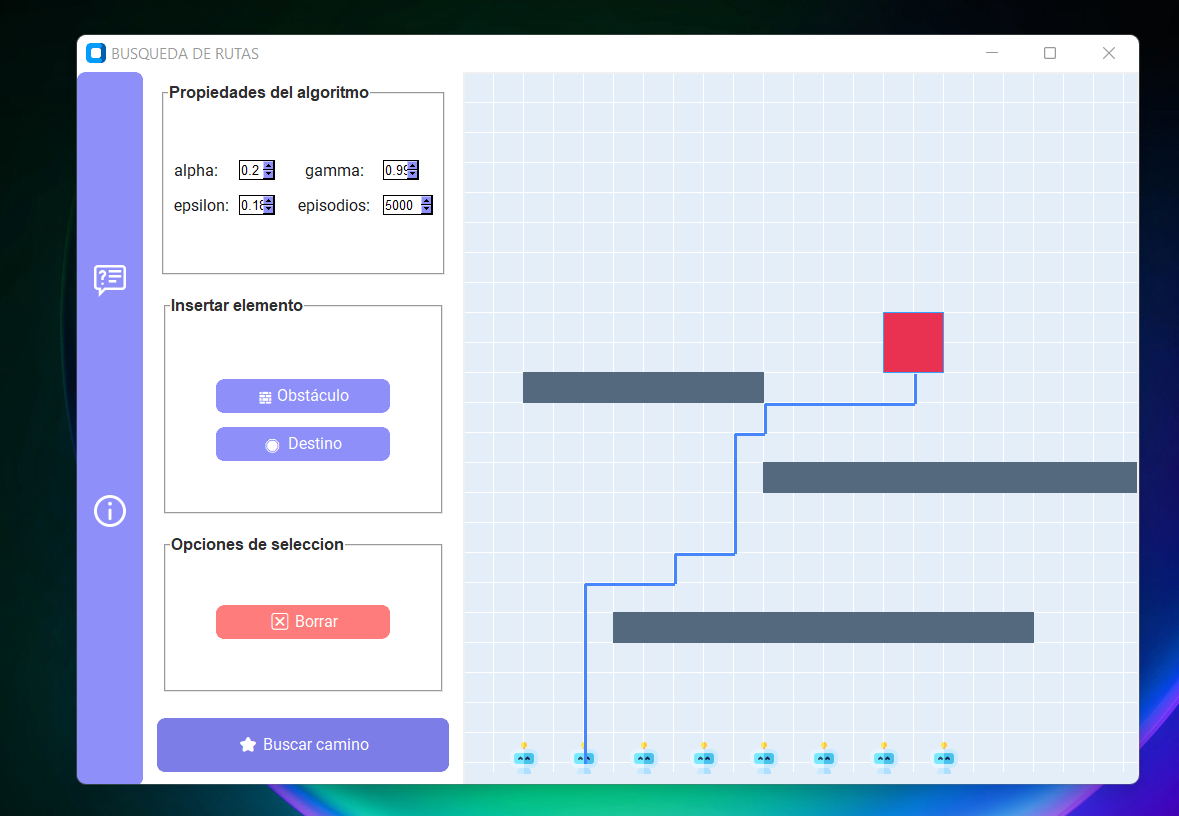 BUSQUEDA DE RUTAS
Propiedades del algoritmo
alpha: 0.2 gamma: 0.99
epsilon: 0.18 episodios: 5000
Insertar elemento
Obstáculo
Destino
Opciones de seleccion
Borrar
Buscar camino